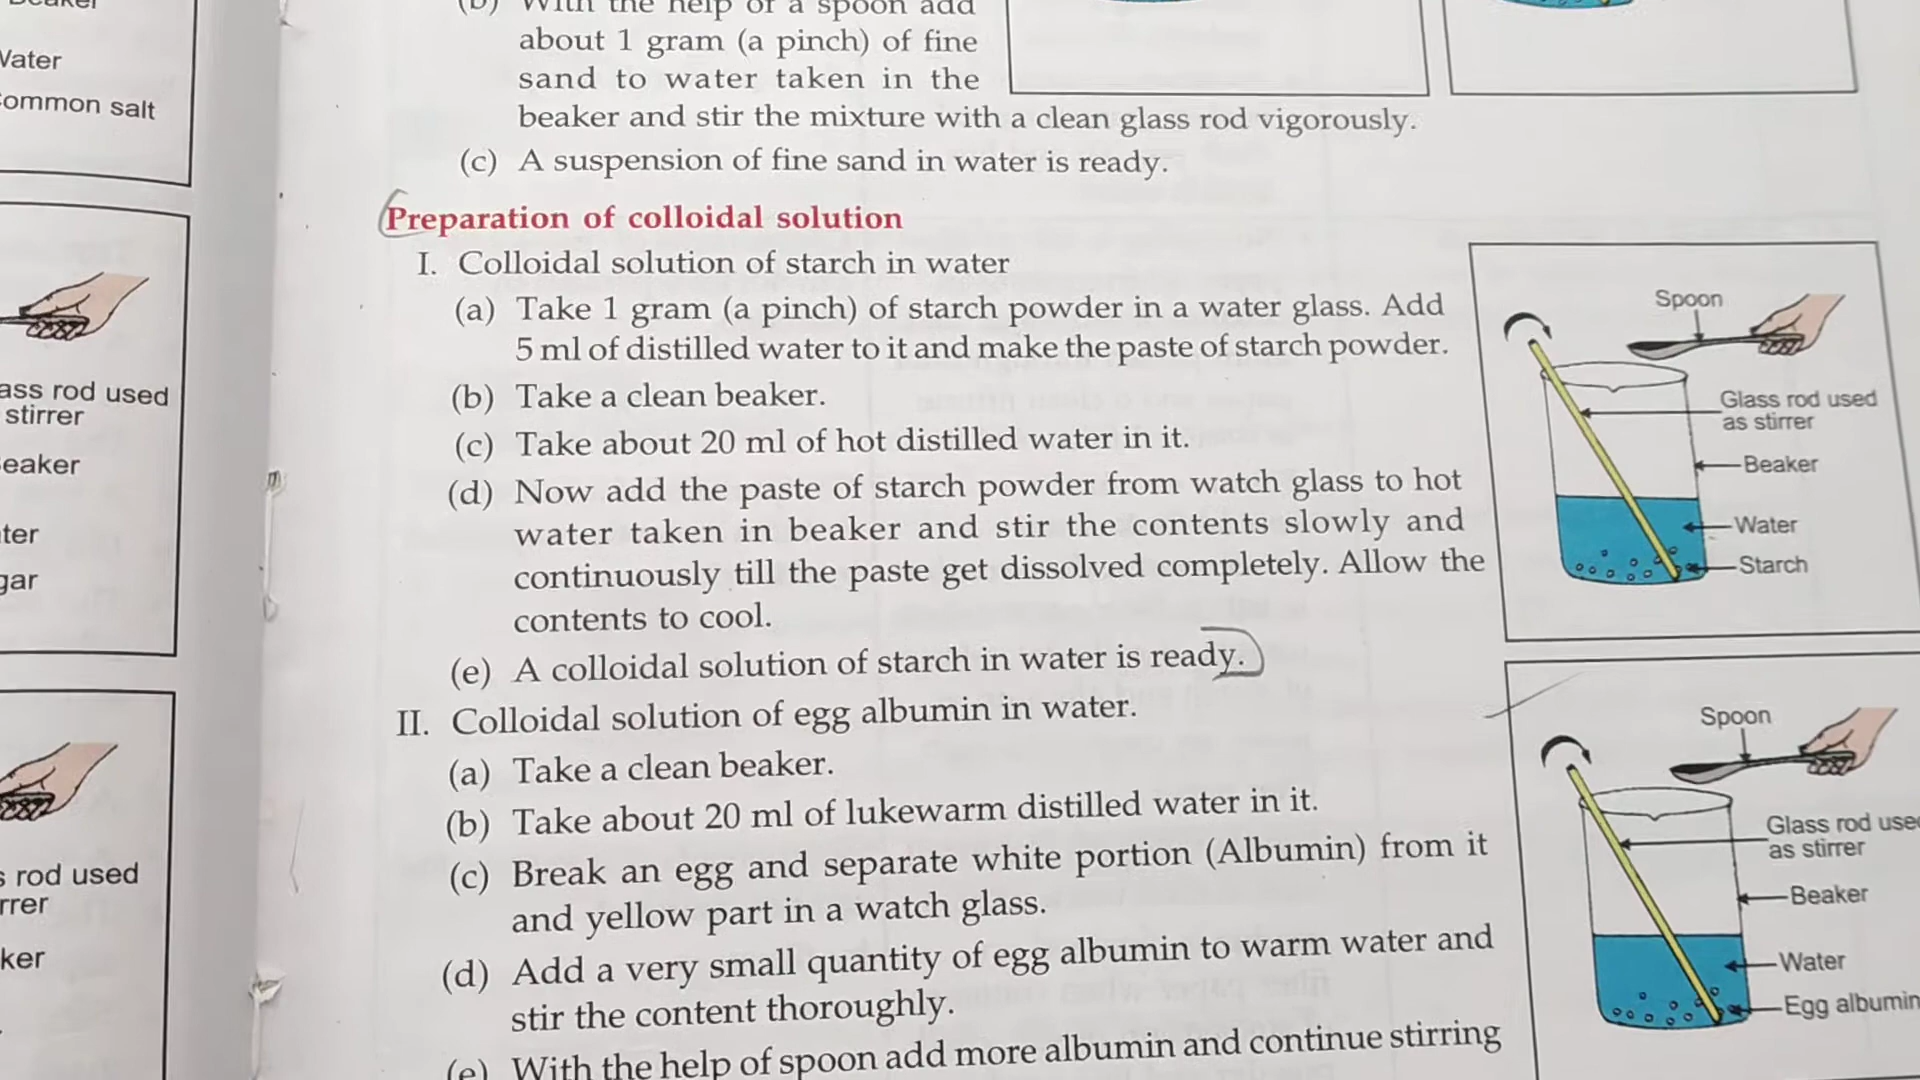 Water
Common salt
ass rod used
stirrer
eaker
ter
gar
s rod used
rrer
ker
(b) With the help of a spoon add
about 1 gram (a pinch) of fine
sand to water taken in the
beaker and stir the mixture with a clean glass rod vigorously.
(c) A suspension of fine sand in water is ready.
Preparation of colloidal solution
I. Colloidal solution of starch in water
(a) Take 1 gram (a pinch) of starch powder in a water glass. Add
5 ml of distilled water to it and make the paste of starch powder.
(b) Take a clean beaker.
(c) Take about 20 ml of hot distilled water in it.
(d) Now add the paste of starch powder from watch glass to hot
water taken in beaker and stir the contents slowly and
continuously till the paste get dissolved completely. Allow the
contents to cool.
(e) A colloidal solution of starch in water is ready.
Spoon
Glass rod used
as stirrer
Beaker
Water
Starch
II. Colloidal solution of egg albumin in water.
(a) Take a clean beaker.
(b) Take about 20 ml of lukewarm distilled water in it.
(c) Break an egg and separate white portion (Albumin) from it
and yellow part in a watch glass.
(d) Add a very small quantity of egg albumin to warm water and
stir the content thoroughly.
(e) With the help of spoon add more albumin and continue stirring
Spoon
Glass rod use
as stirrer
Beaker
Water
Egg albumin